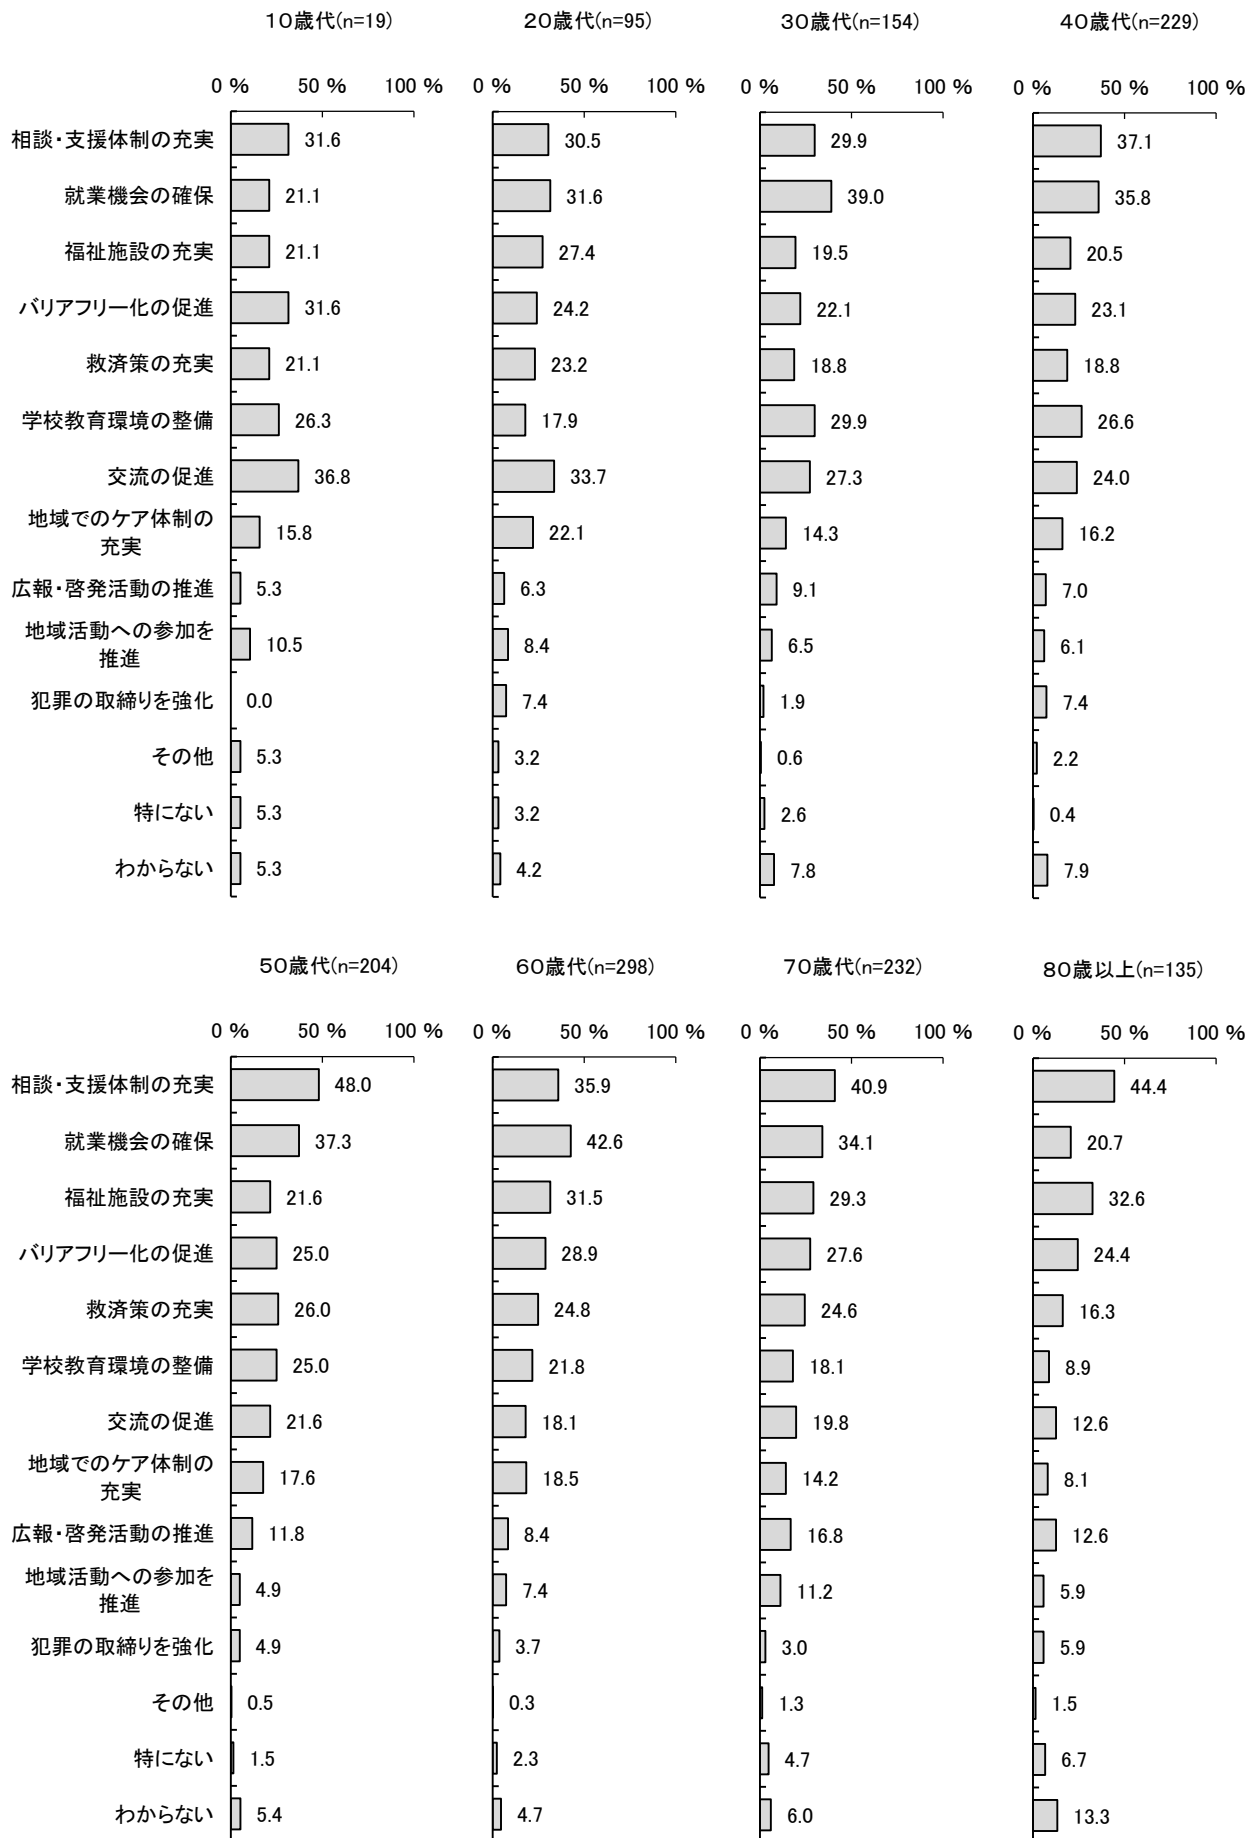 10歳代(n=19) 20歳代(n=95) 30歳代(n=154) 40歳代(n=229)
0 % 50 % 100 % 0 % 50 % 100 % 0 % 50 % 100 % 0 % 50 % 100 %
相談・支援体制の充実 31.6 30.5 29.9 37.1
就業機会の確保 21.1 31.6 39.0 35.8
福祉施設の充実 21.1 27.4 19.5 20.5
バリアフリー化の促進 31.6 24.2 22.1 23.1
救済策の充実 21.1 23.2 18.8 18.8
学校教育環境の整備 26.3 17.9 29.9 26.6
交流の促進 36.8 33.7 27.3 24.0
地域でのケア体制の
充実 15.8 22.1 14.3 16.2
広報・啓発活動の推進 5.3 6.3 9.1 7.0
地域活動への参加を
推進 10.5 8.4 6.5 6.1
犯罪の取締りを強化 0.0 7.4 1.9 7.4
その他 5.3 3.2 0.6 2.2
特にない 5.3 3.2 2.6 0.4
わからない 5.3 4.2 7.8 7.9
50歳代(n=204) 60歳代(n=298) 70歳代(n=232) 80歳以上(n=135)
0 % 50 % 100 % 0 % 50 % 100 % 0 % 50 % 100 % 0 % 50 % 100 %
相談・支援体制の充実 48.0 35.9 40.9 44.4
就業機会の確保 37.3 42.6 34.1 20.7
福祉施設の充実 21.6 31.5 29.3 32.6
バリアフリー化の促進 25.0 28.9 27.6 24.4
救済策の充実 26.0 24.8 24.6 16.3
学校教育環境の整備 25.0 21.8 18.1 8.9
交流の促進 21.6 18.1 19.8 12.6
地域でのケア体制の
充実 17.6 18.5 14.2 8.1
広報・啓発活動の推進 11.8 8.4 16.8 12.6
地域活動への参加を
推進 4.9 7.4 11.2 5.9
犯罪の取締りを強化 4.9 3.7 3.0 5.9
その他 0.5 0.3 1.3 1.5
特にない 1.5 2.3 4.7 6.7
わからない 5.4 4.7 6.0 13.3